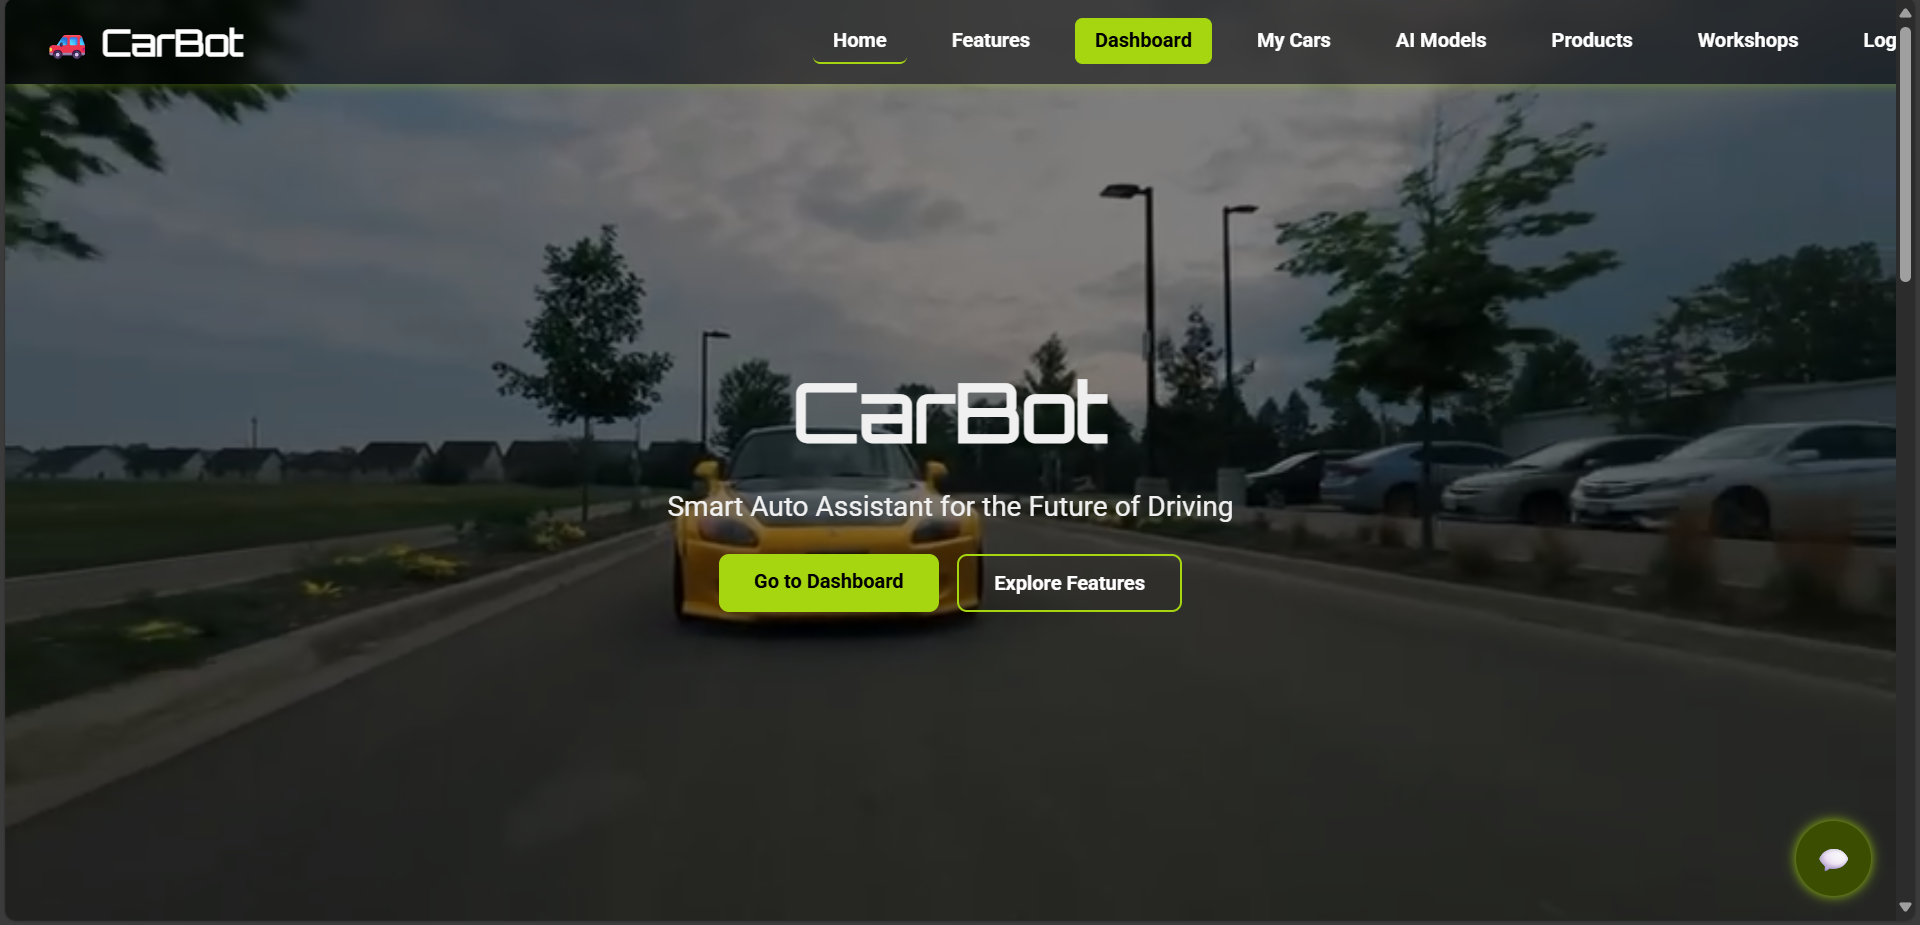 CarBot
Home Features Dashboard My Cars AI Models Products Workshops Log
CarBot
Smart Auto Assistant for the Future of Driving
Go to Dashboard Explore Features